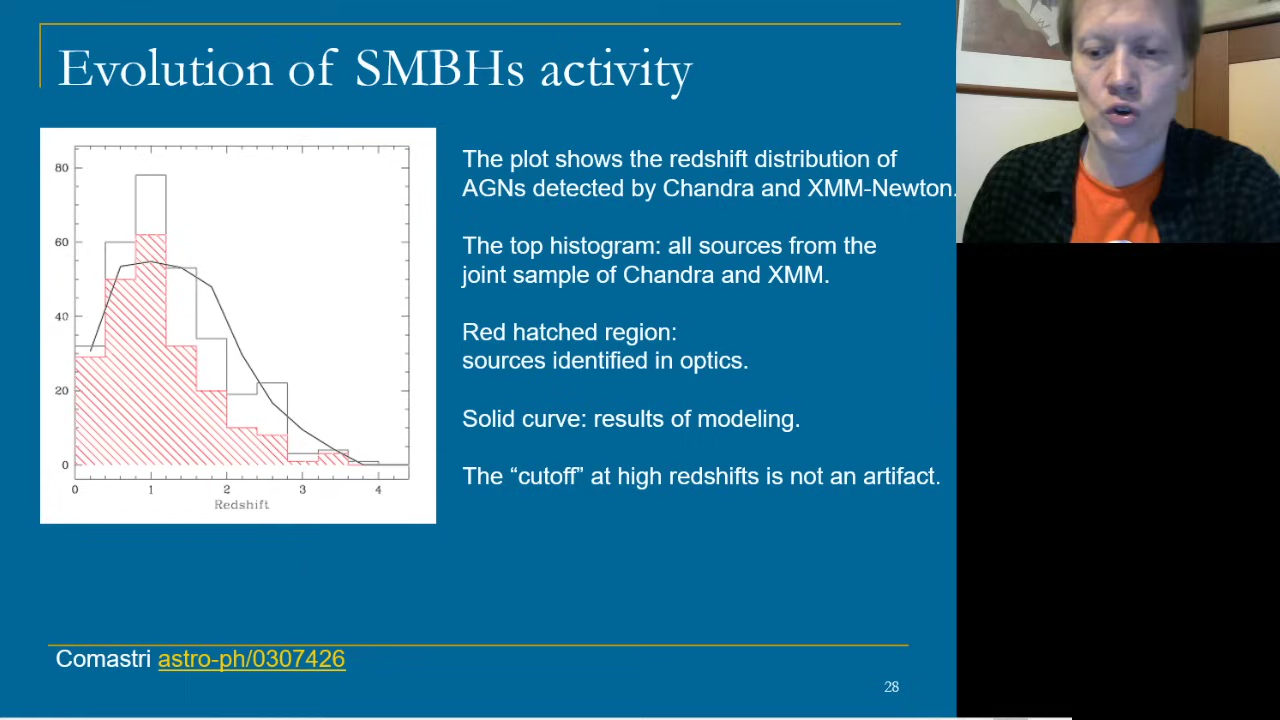 Evolution of SMBHs activity
80
60
40
20
0
0 1 2 3 4
Redshift
The plot shows the redshift distribution of
AGNs detected by Chandra and XMM-Newton.
The top histogram: all sources from the
joint sample of Chandra and XMM.
Red hatched region:
sources identified in optics.
Solid curve: results of modeling.
The “cutoff” at high redshifts is not an artifact.
Comastri astro-ph/0307426
28